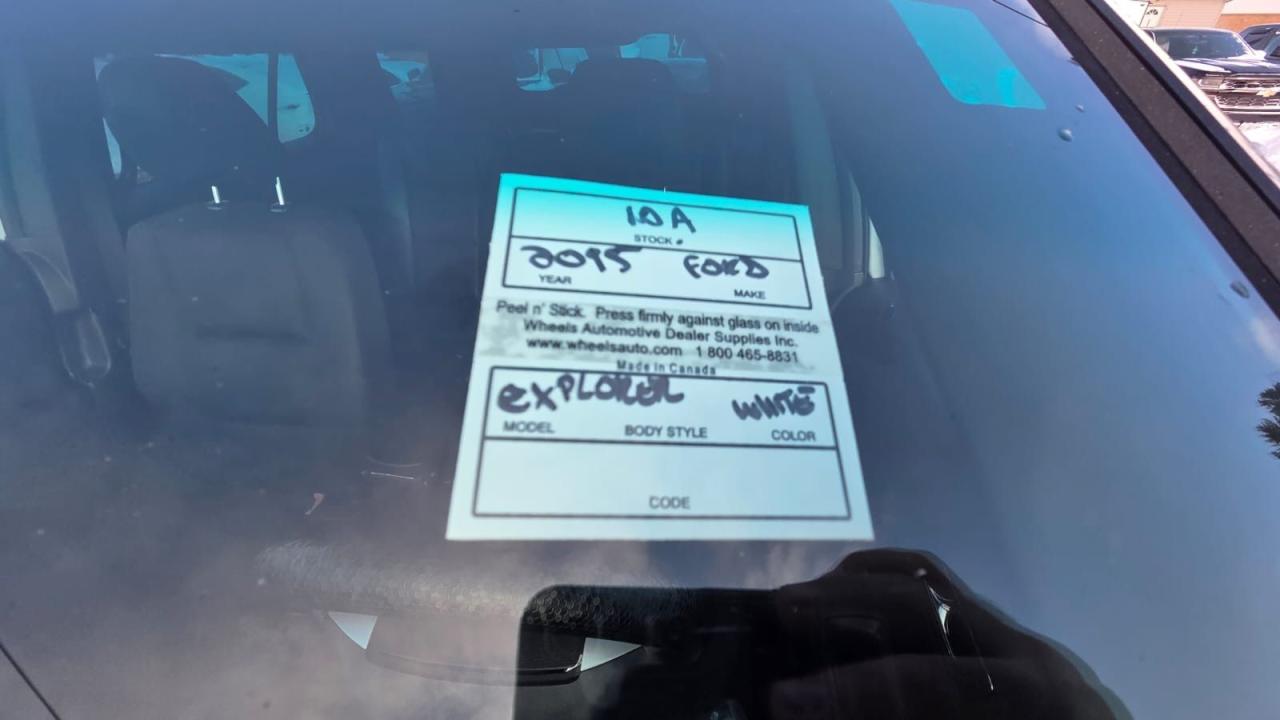 10A
STOCK #
2015 FORD
YEAR MAKE
Peel n' Stick. Press firmly against glass on inside
Wheels Automotive Dealer Supplies Inc.
www.wheelsauto.com 1 800 465-8831
Made in Canada
EXPLORER WHITE
MODEL BODY STYLE COLOR
CODE